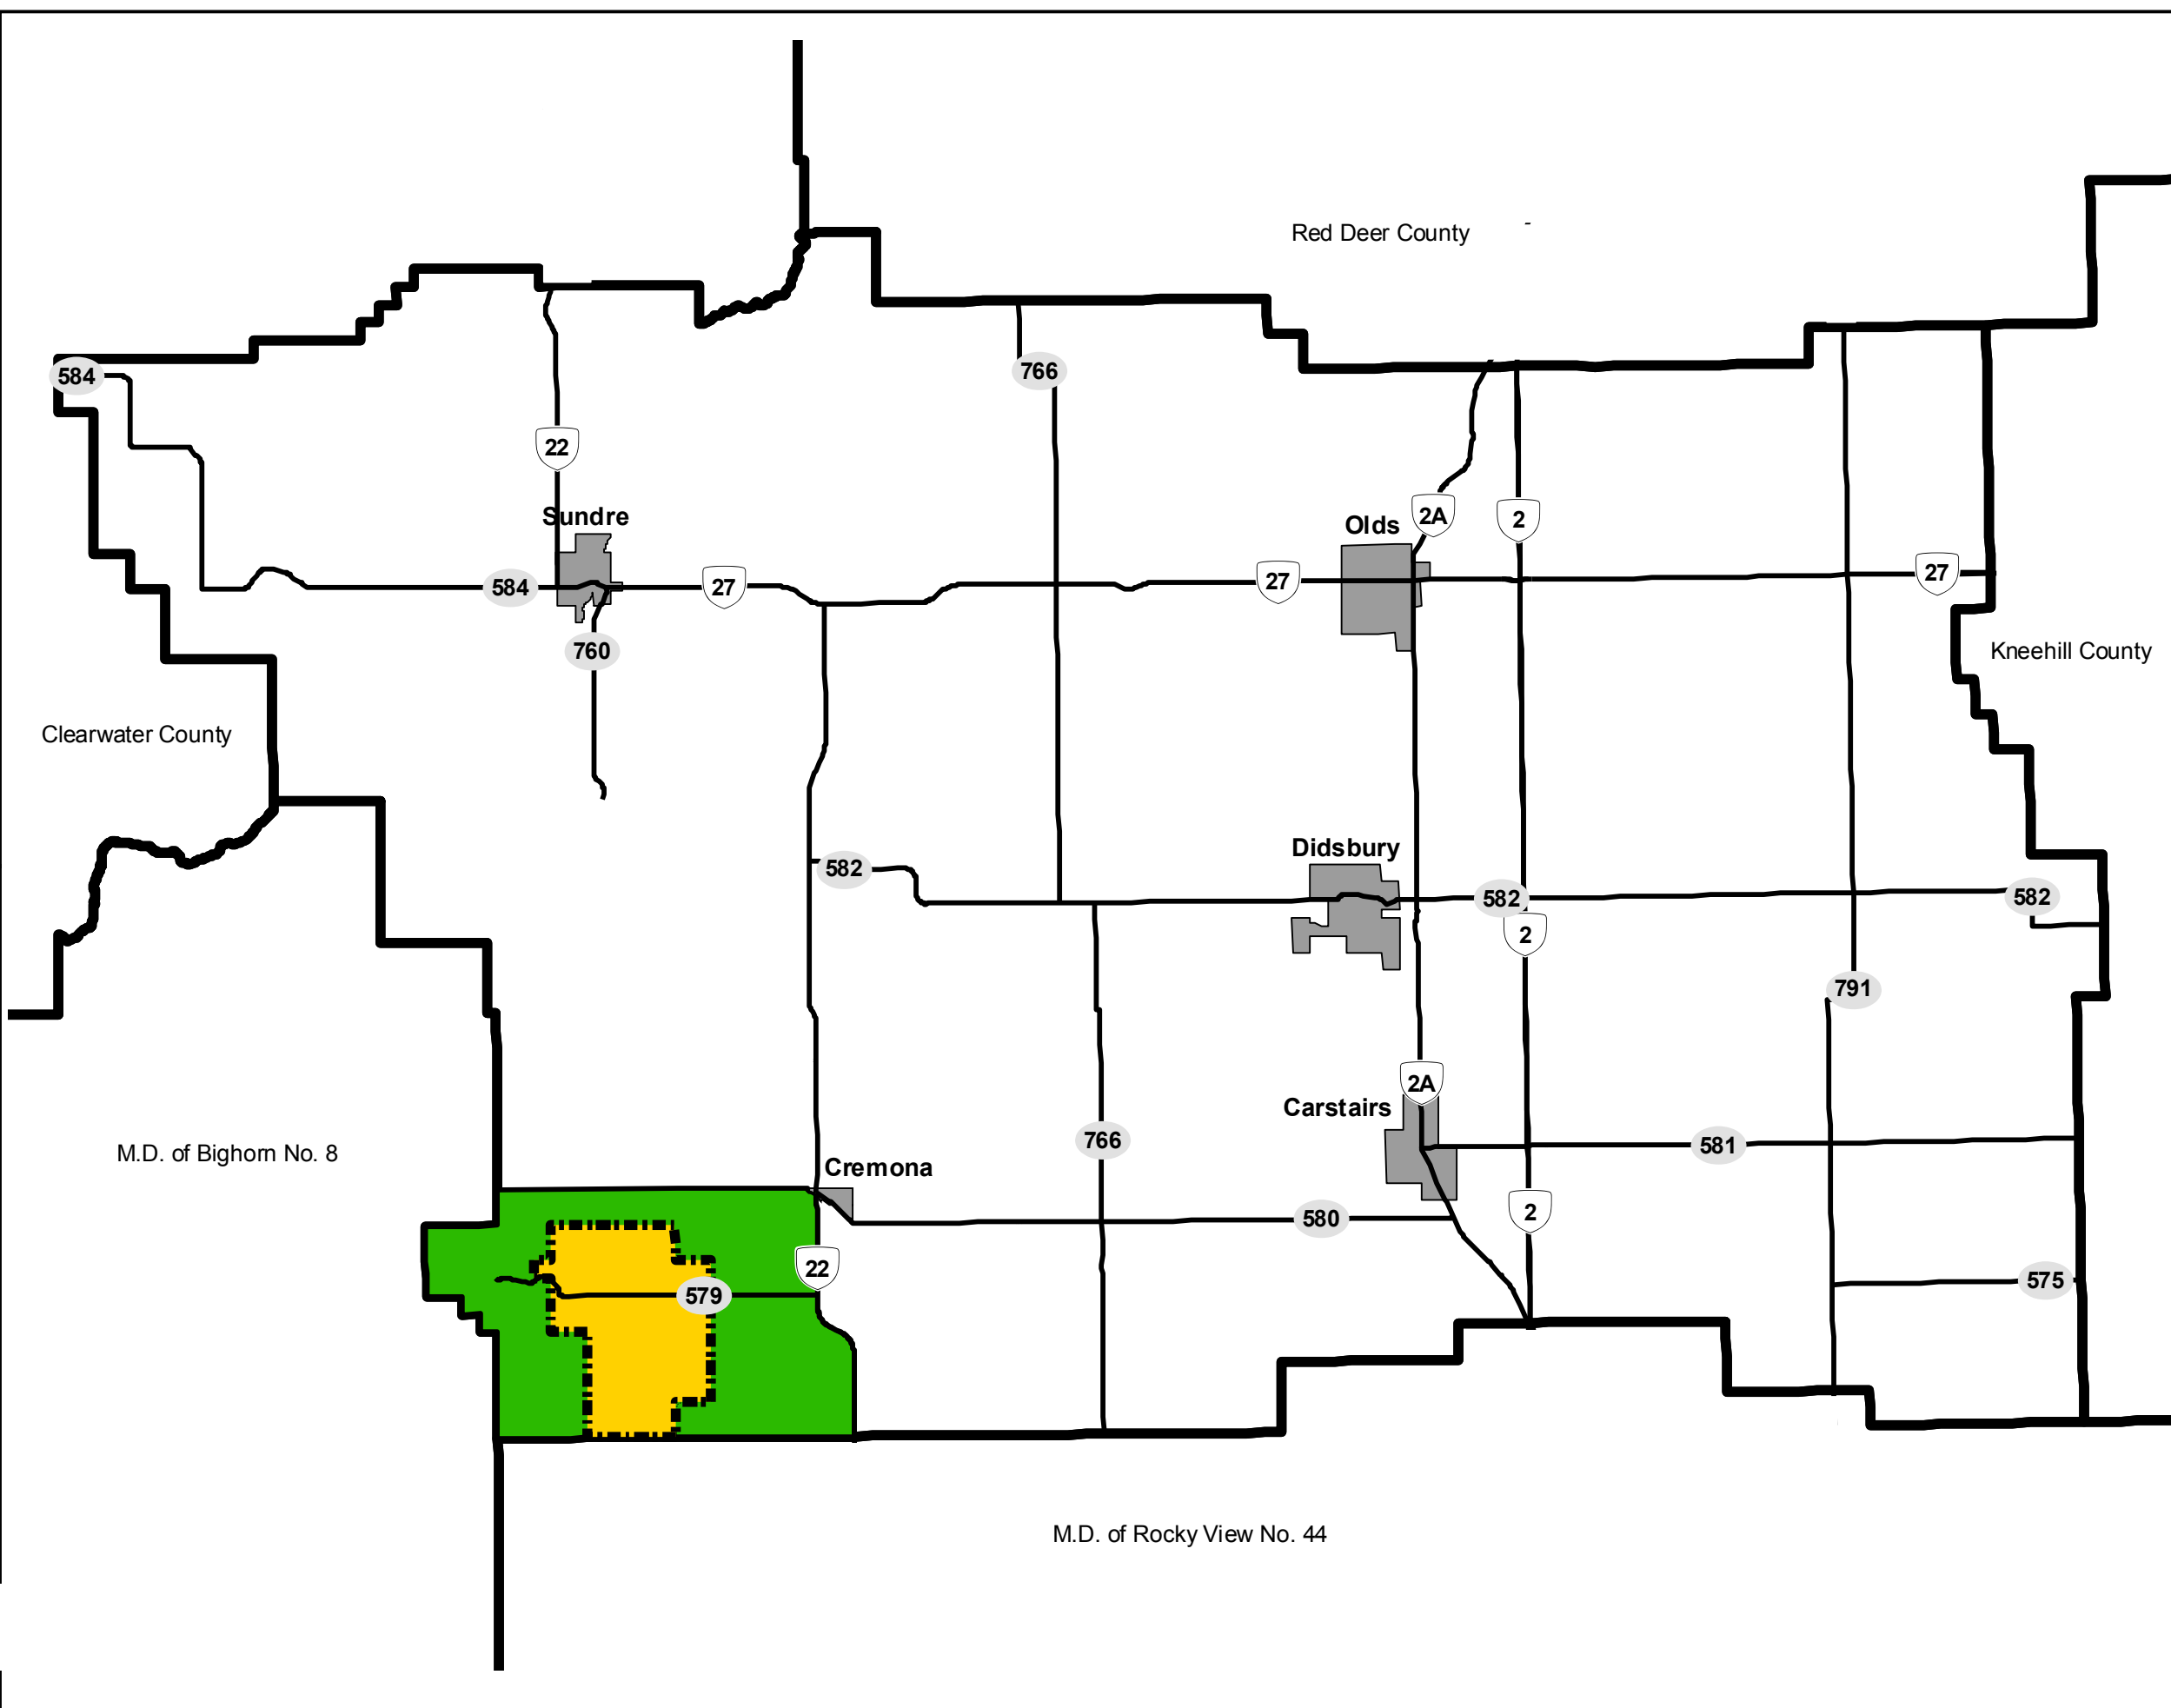 Red Deer County
-
766
584
22
2A
2
Sundre
Olds
584
27
27
27
760
Kneehill County
Clearwater County
Didsbury
582
582
582
2
791
2A
Carstairs
766
581
M.D. of Bighorn No. 8
Cremona
580
2
22
575
579
M.D. of Rocky View No. 44